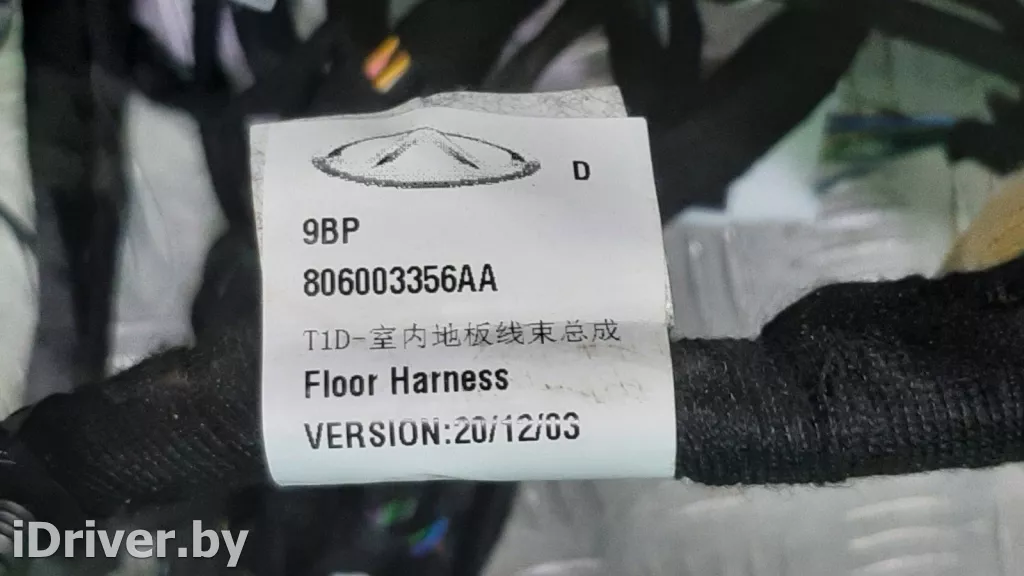 D
9BP
806003356AA
T1D-室内地板线束总成
Floor Harness
VERSION:20/12/03
iDriver.by